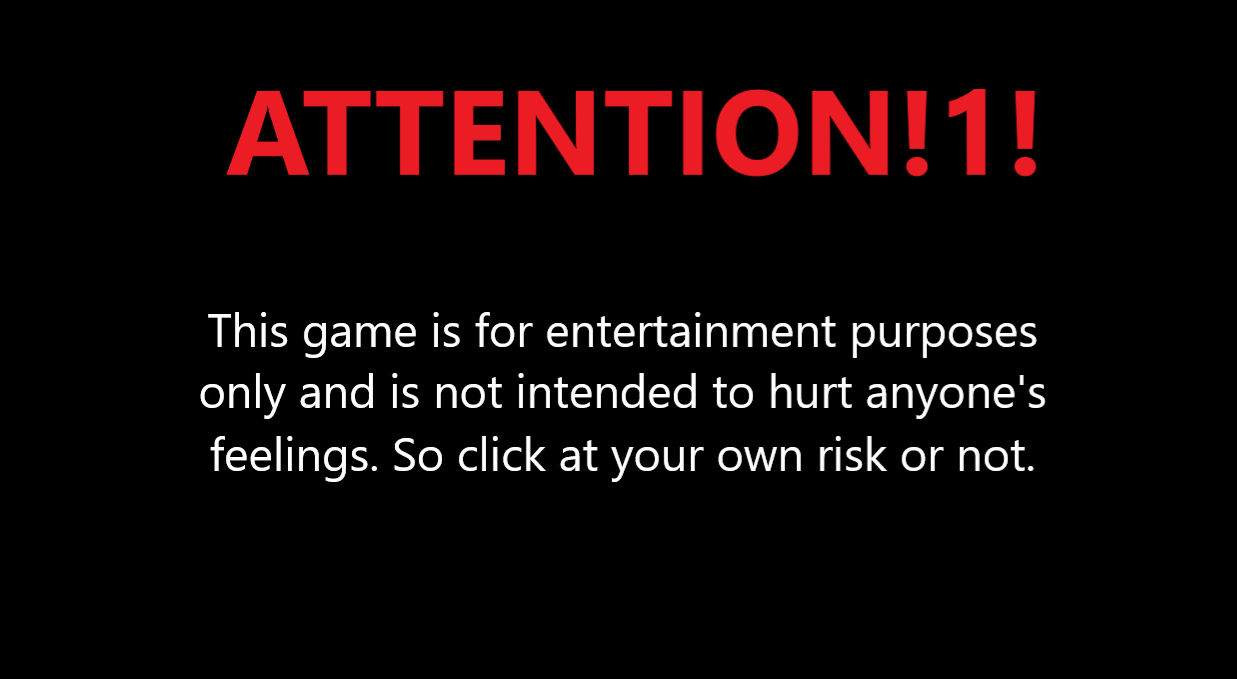 ATTENTION!1!
This game is for entertainment purposes
only and is not intended to hurt anyone's
feelings. So click at your own risk or not.